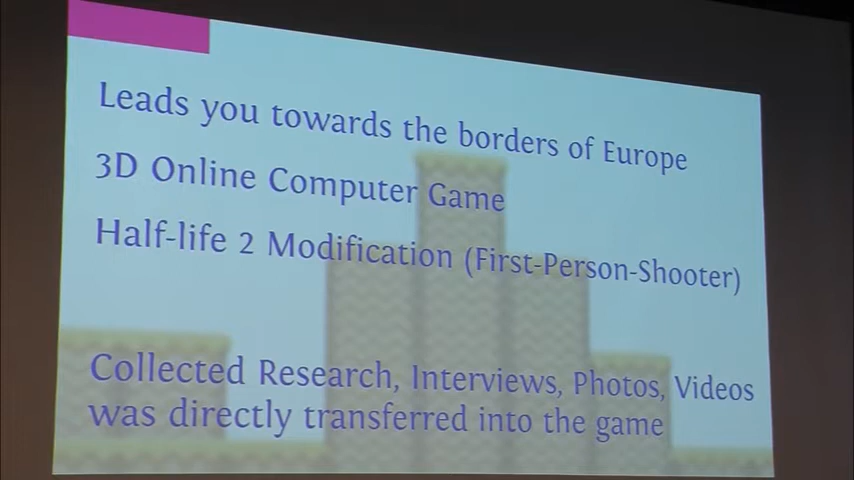 Leads you towards the borders of Europe
3D Online Computer Game
Half-life 2 Modification (First-Person-Shooter)
Collected Research, Interviews, Photos, Videos
was directly transferred into the game